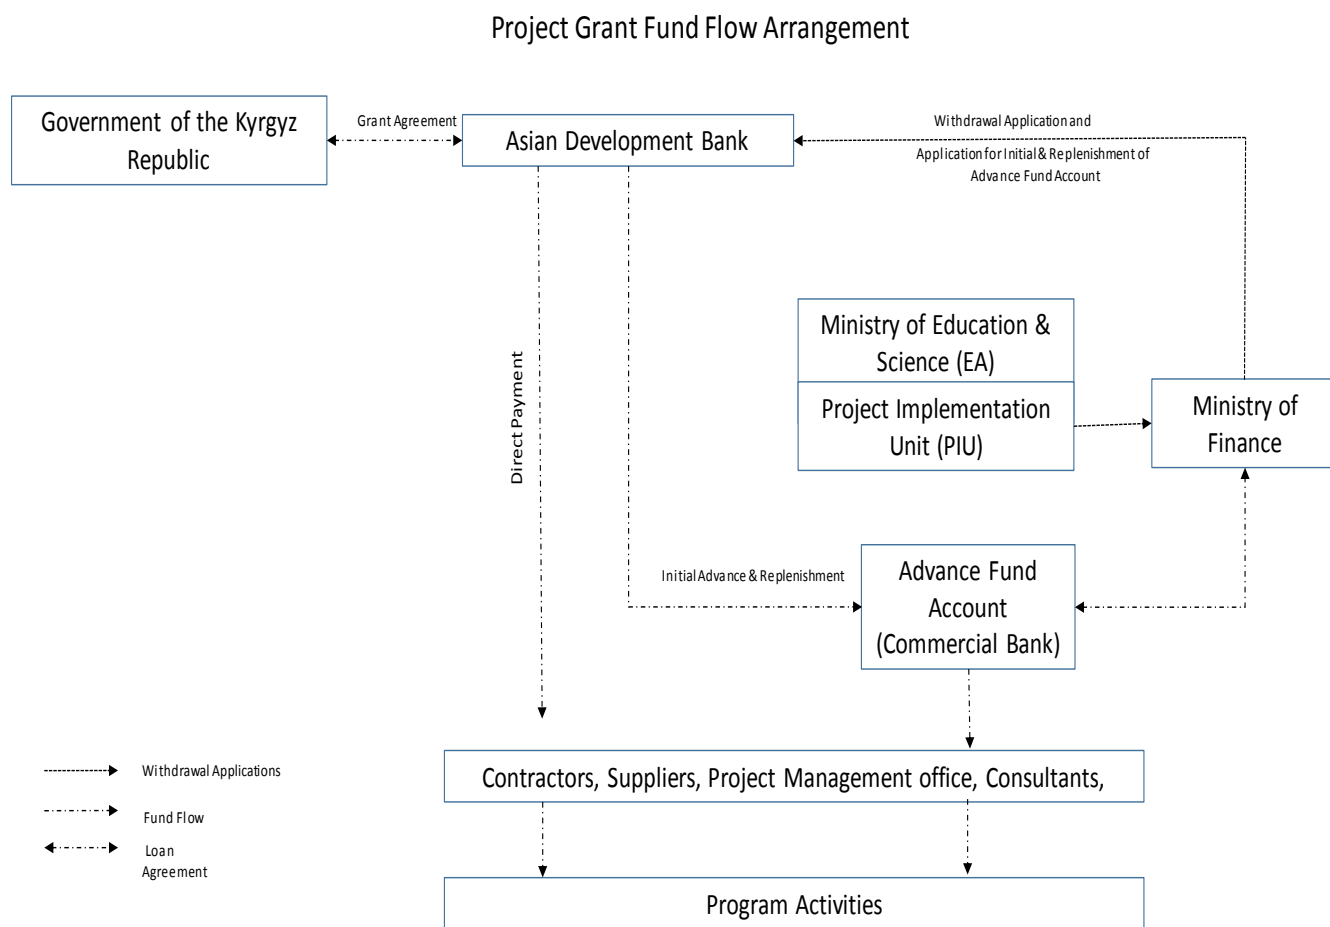 Project Grant Fund Flow Arrangement
Government of the Kyrgyz
Republic
Grant Agreement
Asian Development Bank
Withdrawal Application and
Application for Initial & Replenishment of
Advance Fund Account
Ministry of Education &
Science (EA)
Project Implementation
Unit (PIU)
Ministry of
Finance
Direct Payment
Initial Advance & Replenishment
Advance Fund
Account
(Commercial Bank)
Contractors, Suppliers, Project Management office, Consultants,
Program Activities
Withdrawal Applications
Fund Flow
Loan
Agreement